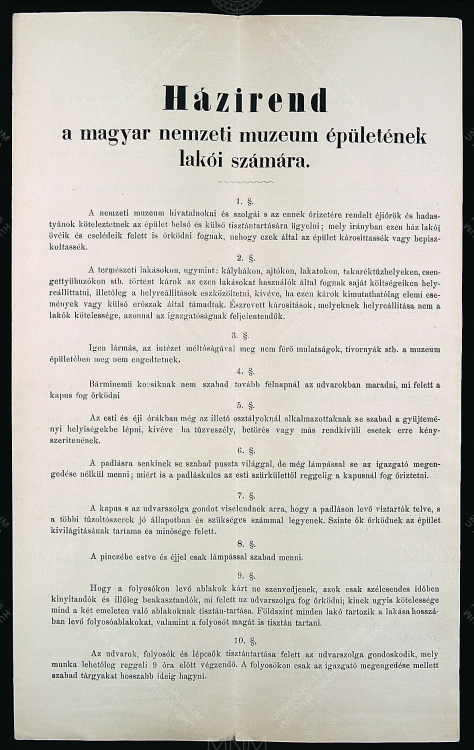 Házirend
a magyar nemzeti muzeum épületének
lakói számára.
1. §.
A nemzeti muzeum hivatalnokai és szolgái s az ennek őrizetére rendelt éjiőrök és hadas-
tyánok köteleztetnek az épület belső és külső tisztántartására ügyelni; mely irányban ezen ház lakói
övéik és cselédeik felett is őrködni fognak, nehogy ezek által az épület károsittassék vagy bepisz-
koltassék.
2. §.
A természeti lakásokon, ugymint: kályhákon, ajtókon, lakatokon, takaréktűzhelyeken, csen-
gettyűhuzókon stb. történt károk az ezen lakásokat használók által fognak saját költségeiken hely-
reállittatni, illetőleg a helyreállitások eszközöltetni, kivéve, ha ezen károk kimutathatólag elemi cse-
mények vagy külső erőszak által támadtak. Észrevett kárositások, melyeknek helyreállitása nem a
lakók kötelessége, azonnal az igazgatóságnak feljelentendők.
3. §.
Igen lármás, az intézet méltóságával meg nem férő mulatságok, tivornyák stb. a muzeum
épületében meg nem engedtetnek.
4. §.
Bárminemü kocsiknak nem szabad tovább félnapnál az udvarokban maradni, mi felett a
kapus fog őrködni
5. §.
Az esti és éji órákban még az illető osztályoknál alkalmazottaknak se szabad a gyüjtemé-
nyi helyiségekbe lépni, kivéve ha tüzveszély, betörés vagy más rendkivüli esetek erre kény-
szeritenének.
6. §.
A padlásra senkinek se szabad puszta világgal, de még lámpással se az igazgató megen-
gedése nélkül menni; miért is a padláskulcs az esti szürkülettől reggelig a kapusnál fog őriztetni.
7. §.
A kapus s az udvarszolga gondot viselendnek arra, hogy a padláson levő viztartók telve, s
a többi tüzoltószerek jó állapotban és szükséges számmal legyenek. Szinte ők őrködnek az épület
kivilágitásának tartama és minősége felett.
8. §.
A pinczébe estve és éjjel csak lámpással szabad menni.
9. §.
Hogy a folyosókon levő ablakok kárt ne szenvedjenek, azok csak szélcsendes időben
kinyitandók és illőleg beakasztandók, mi felett az udvarszolga fog őrködni; kinek ugyis kötelessége
mind a két emeleten való ablakoknak tisztán-tartása. Földszint minden lakó tartozik a lakása hosszá-
ban levő folyosóablakokat, valamint a folyosót magát is tisztán tartani.
10. §,
Az udvarok, folyosók és lépcsők tisztántartása felett az udvarszolga gondoskodik, mely
munka lehetőleg reggeli 9 óra előtt végzendő. A folyosókon csak az igazgató megengedése mellett
szabad tárgyakat hosszabb ideig hagyni.
MNM